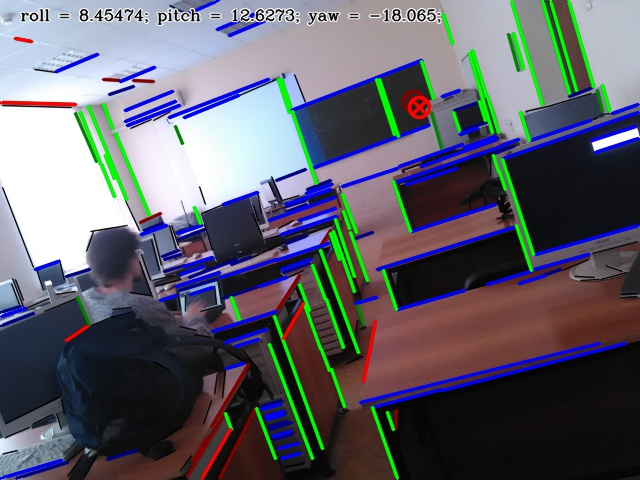 roll = 8.45474; pitch = 12.6273; yaw = −18.065;